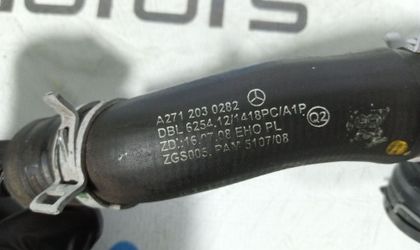 MOTOR
A271 203 0282
DBL 6254.12/1418PC/A1P
Q2
ZD:16.07.08 EHO PL
ZGS005. PAM 5107/08